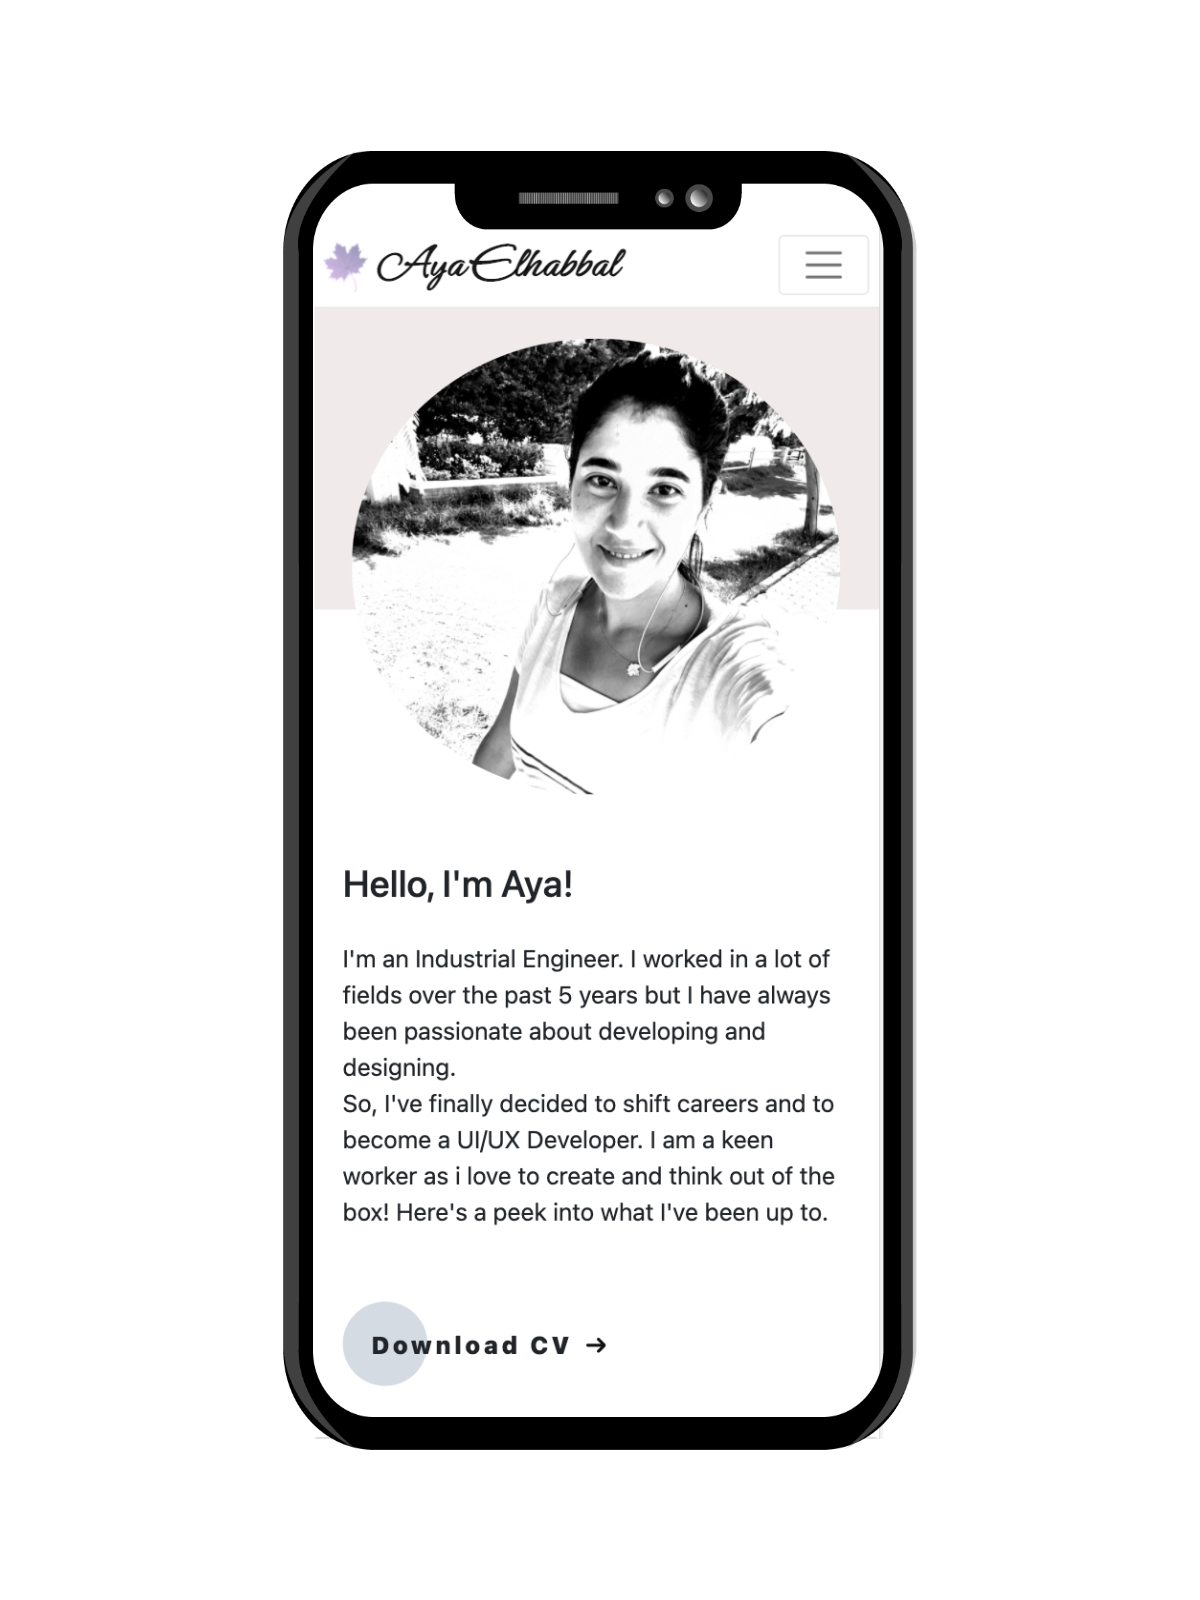 Aya Elhabbal
Hello, I'm Aya!
I'm an Industrial Engineer. I worked in a lot of
fields over the past 5 years but I have always
been passionate about developing and
designing.
So, I've finally decided to shift careers and to
become a UI/UX Developer. I am a keen
worker as i love to create and think out of the
box! Here's a peek into what I've been up to.
Download CV →